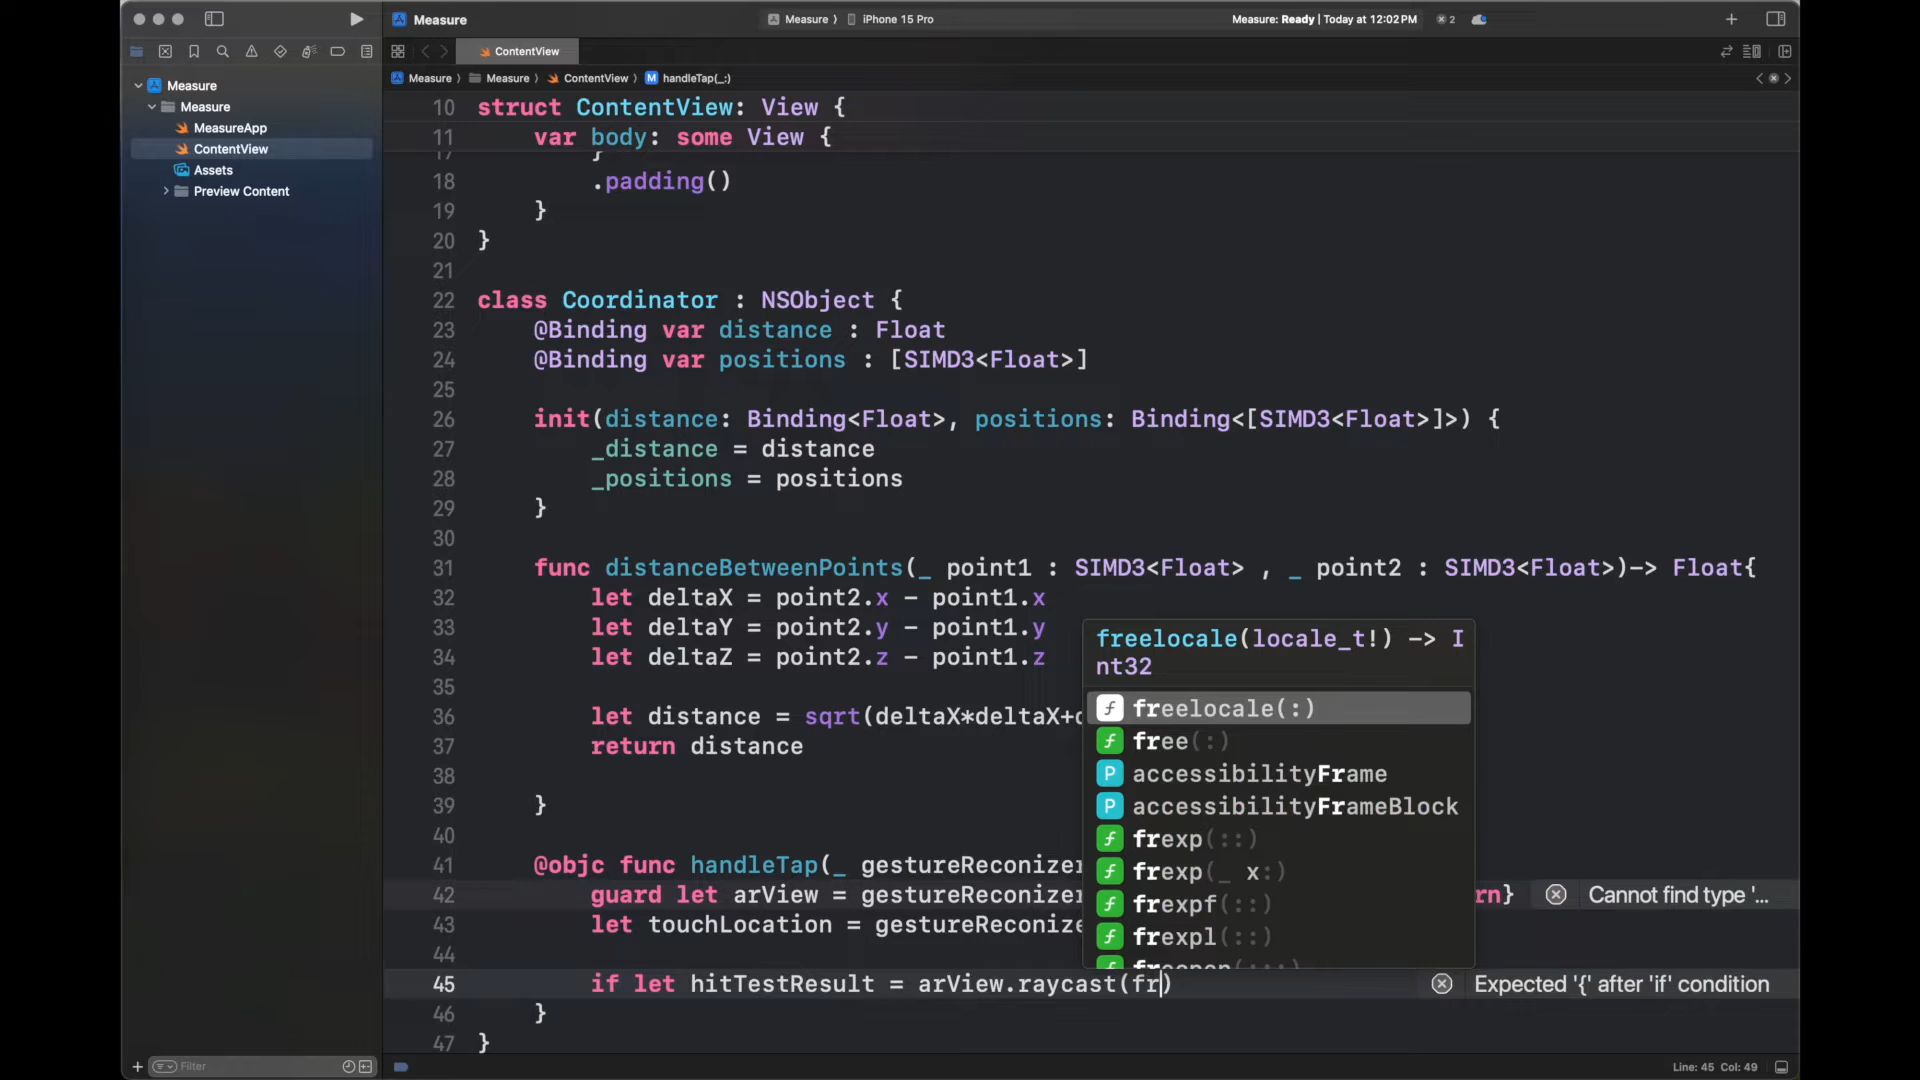 Measure
Measure ⟩ iPhone 15 Pro
Measure: Ready | Today at 12:02 PM
2
ContentView
Measure ⟩ Measure ⟩ ContentView ⟩ M handleTap(_:)
Measure
Measure
MeasureApp
ContentView
Assets
Preview Content
10 struct ContentView: View {
11 var body: some View {
17 }
18 .padding()
19 }
20 }
21
22 class Coordinator : NSObject {
23 @Binding var distance : Float
24 @Binding var positions : [SIMD3<Float>]
25
26 init(distance: Binding<Float>, positions: Binding<[SIMD3<Float>]>) {
27 _distance = distance
28 _positions = positions
29 }
30
31 func distanceBetweenPoints(_ point1 : SIMD3<Float> , _ point2 : SIMD3<Float>)-> Float{
32 let deltaX = point2.x - point1.x
33 let deltaY = point2.y - point1.y
34 let deltaZ = point2.z - point1.z
35
36 let distance = sqrt(deltaX*deltaX+
37 return distance
38
39 }
40
41 @objc func handleTap(_ gestureReconizer
42 guard let arView = gestureReconizer rn} Cannot find type '...
43 let touchLocation = gestureReconize
44
45 if let hitTestResult = arView.raycast(fr) Expected '{' after 'if' condition
46 }
47 }
freelocale(locale_t!) -> I
nt32
f freelocale(:)
f free(:)
P accessibilityFrame
P accessibilityFrameBlock
f frexp(::)
f frexp(_ x:)
f frexpf(::)
f frexpl(::)
Filter
Line: 45 Col: 49